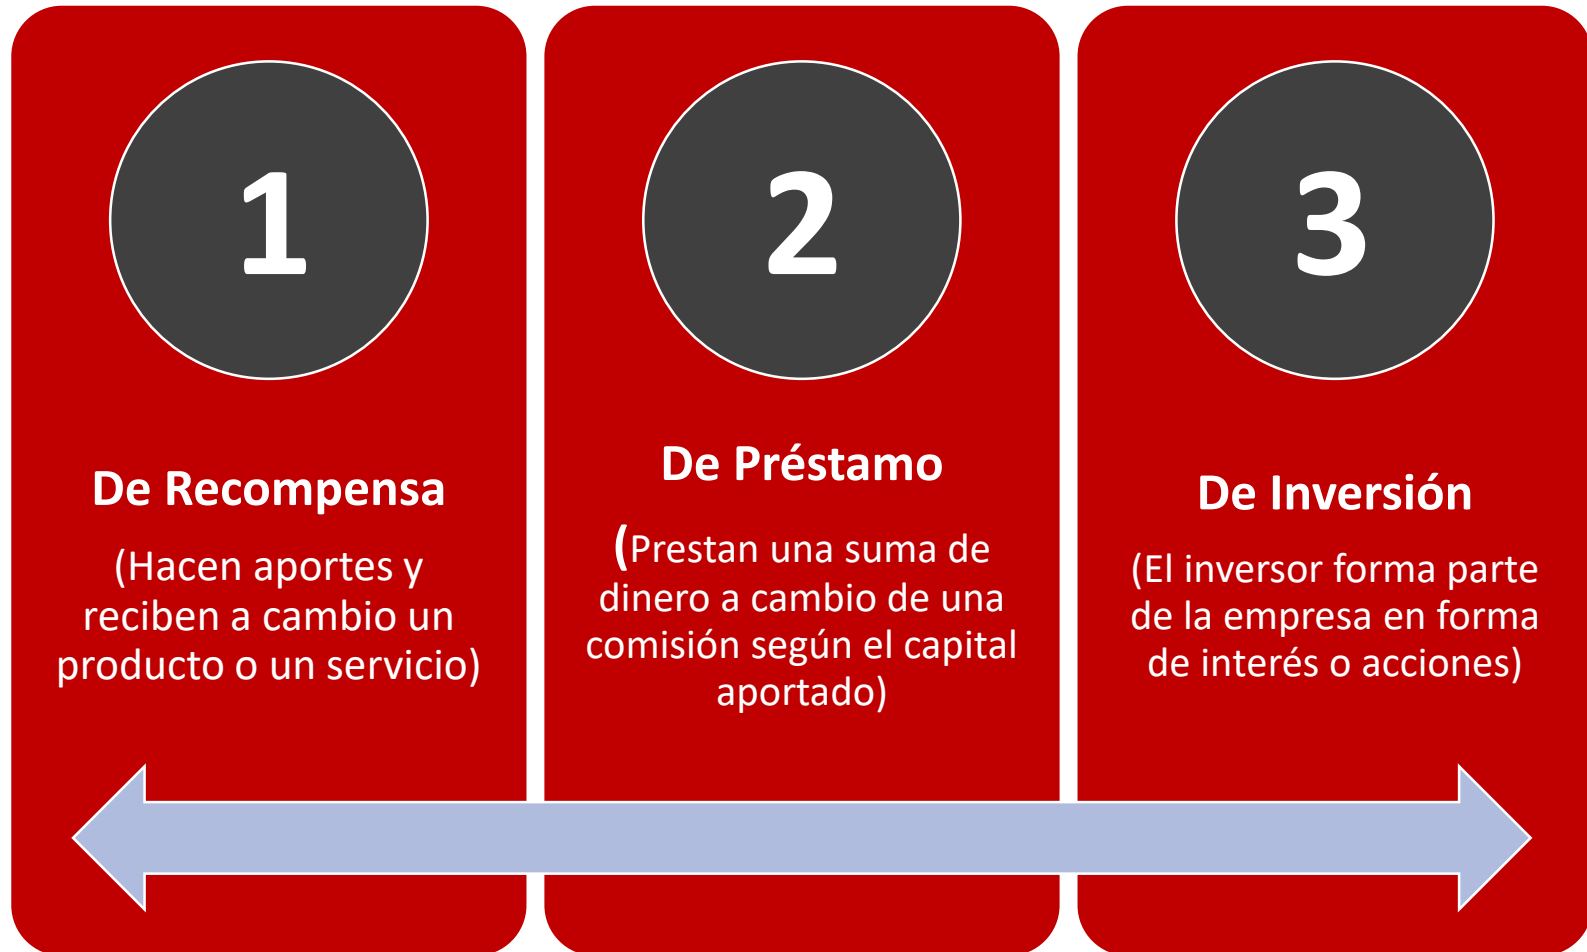 1
De Recompensa
(Hacen aportes y
reciben a cambio un
producto o un servicio)
2
De Préstamo
(Prestan una suma de
dinero a cambio de una
comisión según el capital
aportado)
3
De Inversión
(El inversor forma parte
de la empresa en forma
de interés o acciones)